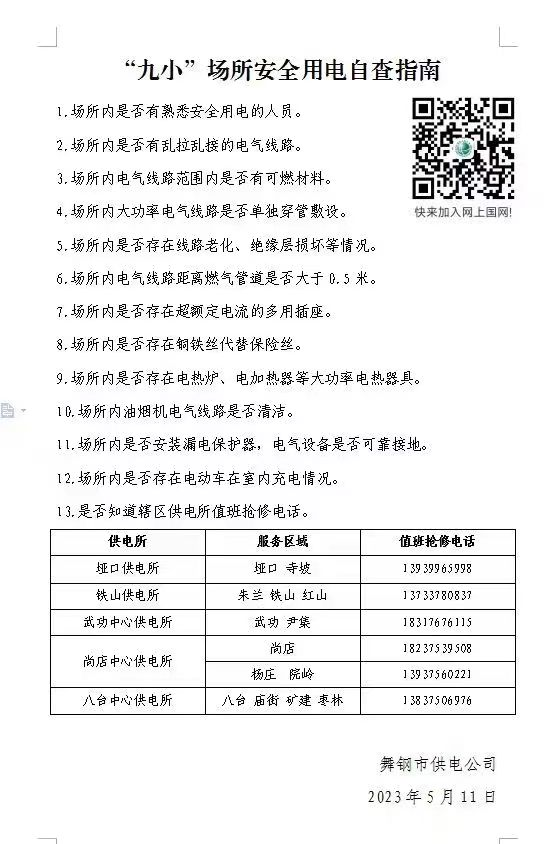 “九小”场所安全用电自查指南
1.场所内是否有熟悉安全用电的人员。
2.场所内是否有乱拉乱接的电气线路。
3.场所内电气线路范围内是否有可燃材料。
4.场所内大功率电气线路是否单独穿管敷设。
快来加入网上国网!
5.场所内是否存在线路老化、绝缘层损坏等情况。
6.场所内电气线路距离燃气管道是否大于0.5米。
7.场所内是否存在超额定电流的多用插座。
8.场所内是否存在铜铁丝代替保险丝。
9.场所内是否存在电热炉、电加热器等大功率电热器具。
10.场所内油烟机电气线路是否清洁。
11.场所内是否安装漏电保护器，电气设备是否可靠接地。
12.场所内是否存在电动车在室内充电情况。
13.是否知道辖区供电所值班抢修电话。
供电所 服务区域 值班抢修电话
垭口供电所 垭口 寺坡 13939965998
铁山供电所 朱兰 铁山 红山 13733780837
武功中心供电所 武功 尹集 18317676115
尚店中心供电所 尚店 18237539508
杨庄 院岭 13937560221
八台中心供电所 八台 庙街 矿建 枣林 13837506976
舞钢市供电公司
2023年5月11日